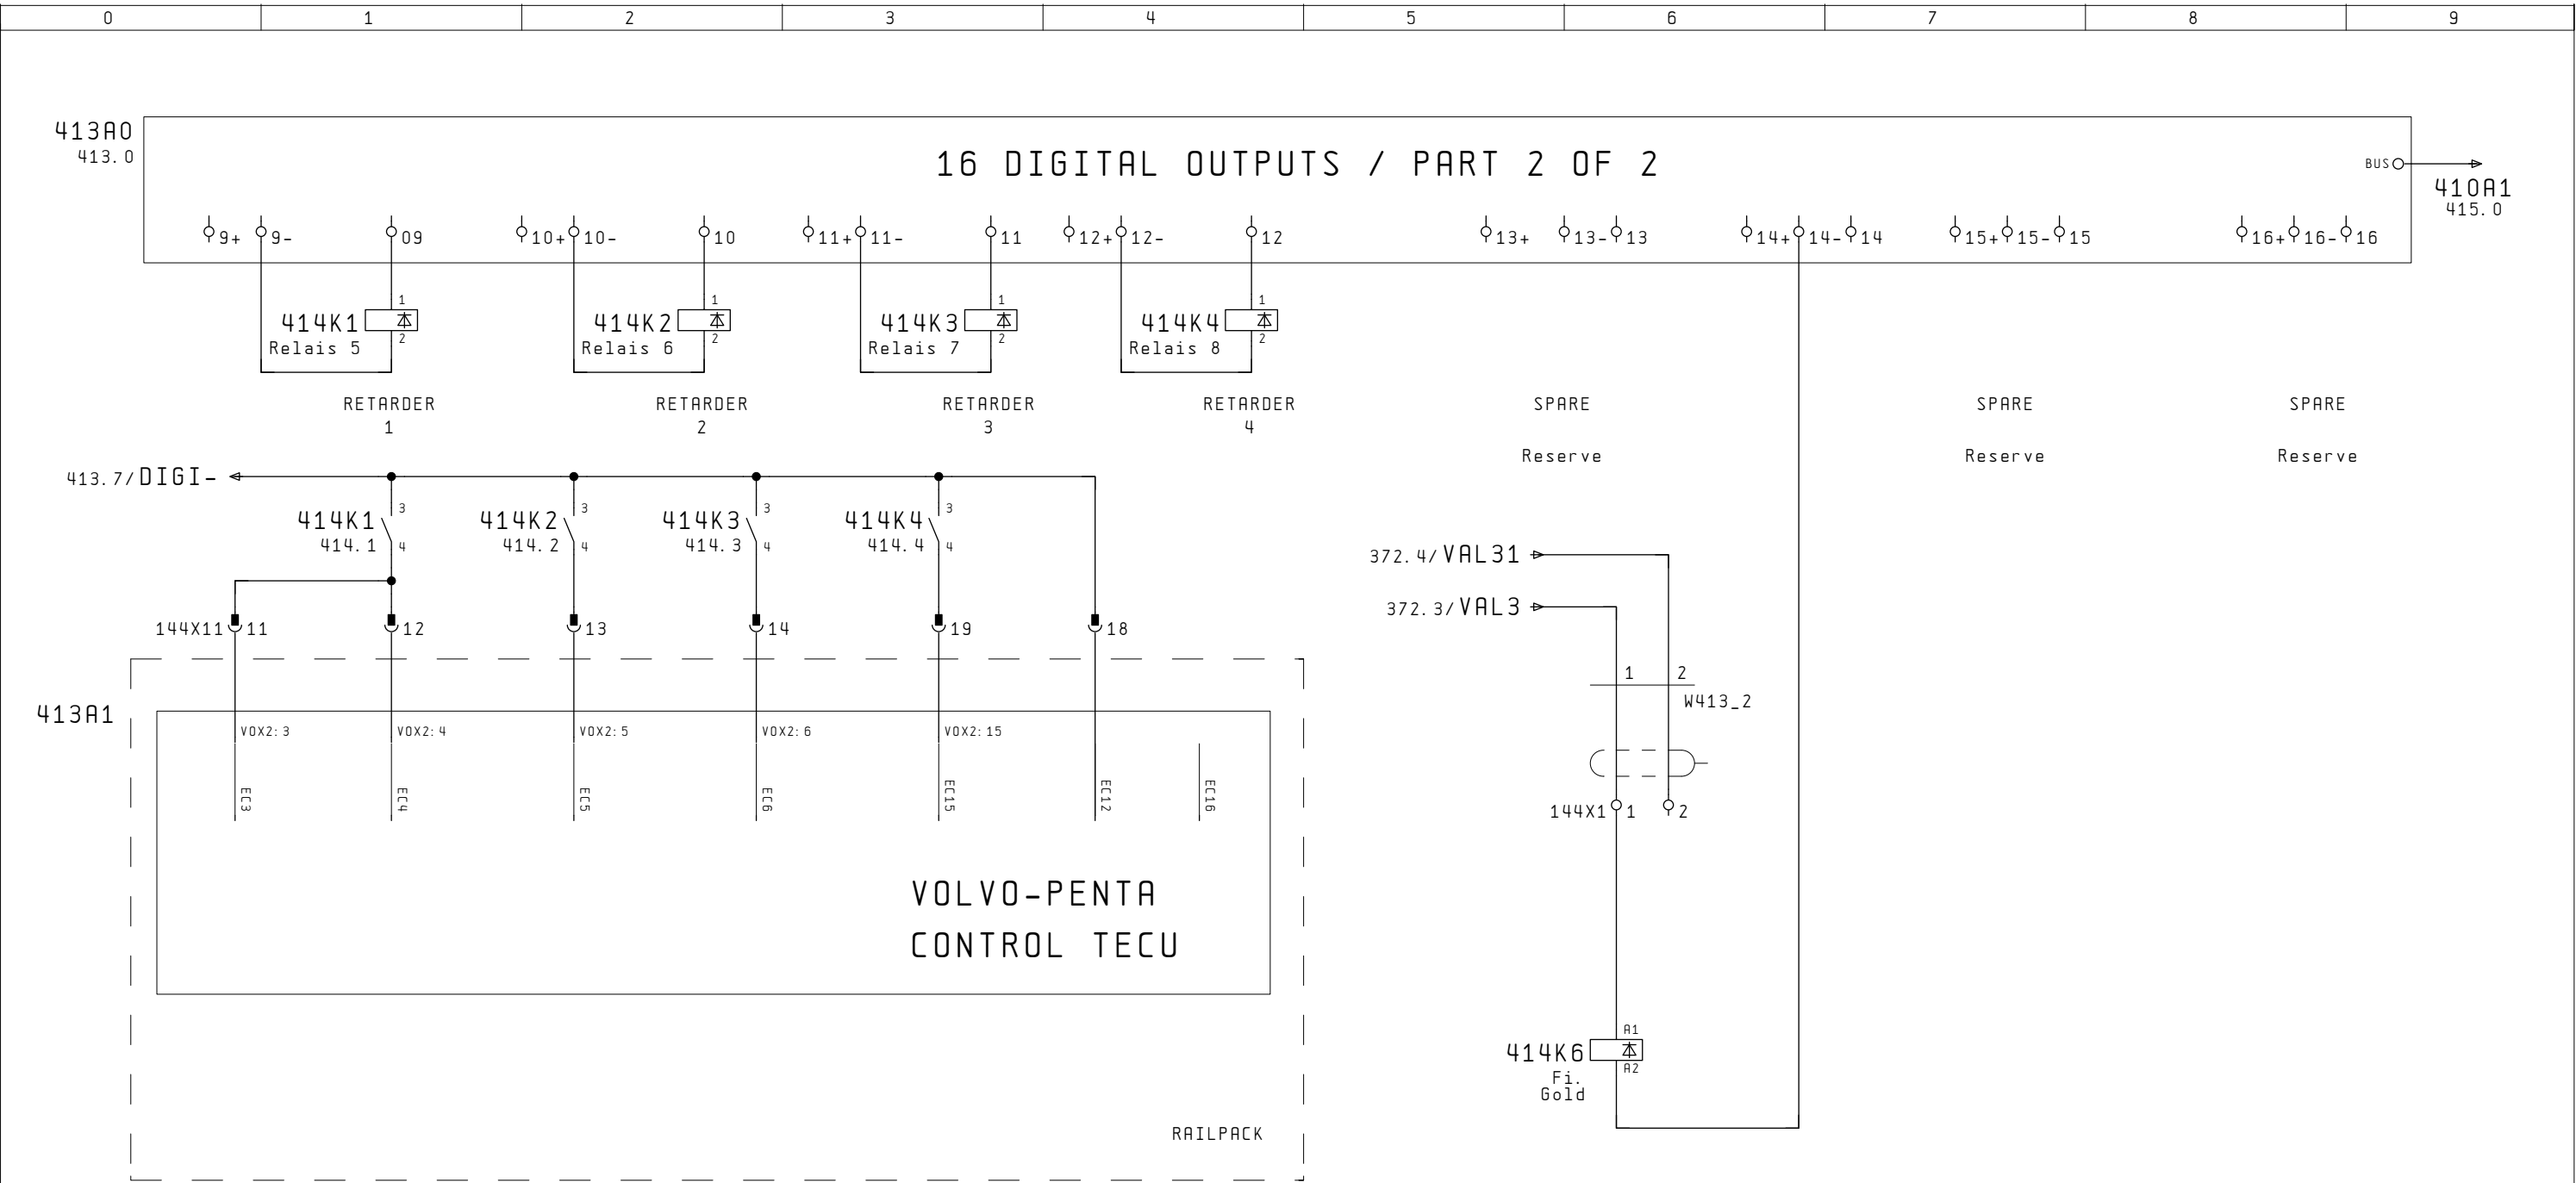 0 1 2 3 4 5 6 7 8 9
413A0
413.0
16 DIGITAL OUTPUTS / PART 2 OF 2
BUS
410A1
415.0
9+ 9- 09 10+ 10- 10 11+ 11- 11 12+ 12- 12 13+ 13- 13 14+ 14- 14 15+ 15- 15 16+ 16- 16
1 1 1 1
414K1 414K2 414K3 414K4
2 2 2 2
Relais 5 Relais 6 Relais 7 Relais 8
RETARDER RETARDER RETARDER RETARDER SPARE SPARE SPARE
1 2 3 4
Reserve Reserve Reserve
413.7/DIGI-
3 3 3 3
414K1 414K2 414K3 414K4
414.1 4 414.2 4 414.3 4 414.4 4
372.4/VAL31
372.3/VAL3
144X11 11 12 13 14 19 18
1 2
W413_2
413A1
VOX2:3 VOX2:4 VOX2:5 VOX2:6 VOX2:15
EC3 EC4 EC5 EC6 EC15 EC12 EC16
144X1 1 2
VOLVO-PENTA
CONTROL TECU
A1
414K6
A2
Fi.
Gold
RAILPACK